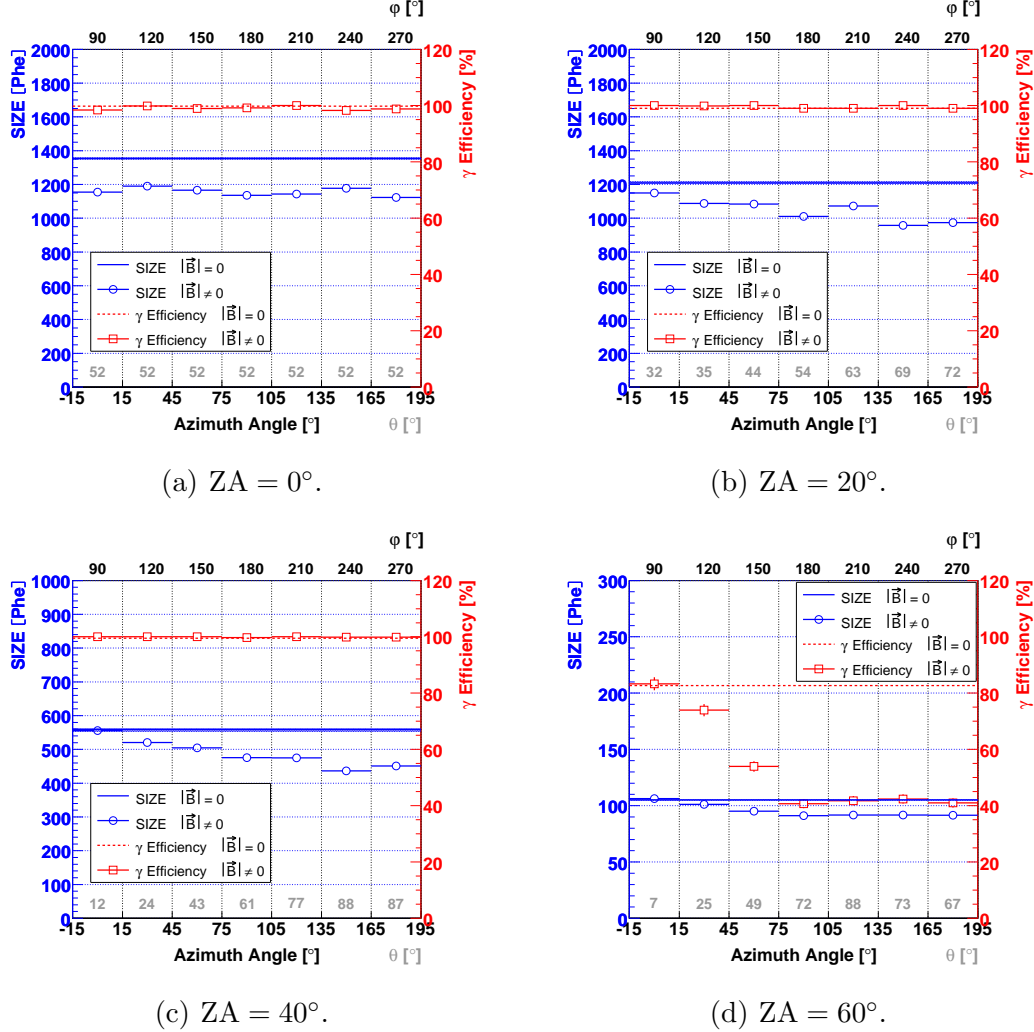 φ [°]
90 120 150 180 210 240 270
SIZE [Phe]
2000
1800
1600
1400
1200
1000
800
600
400
200
0
γ Efficiency [%]
120
100
80
60
40
20
0
SIZE |B⃗| = 0
SIZE |B⃗| ≠ 0
γ Efficiency |B⃗| = 0
γ Efficiency |B⃗| ≠ 0
52 52 52 52 52 52 52
-15 15 45 75 105 135 165 195
Azimuth Angle [°] θ [°]
(a) ZA = 0°.
φ [°]
90 120 150 180 210 240 270
SIZE [Phe]
2000
1800
1600
1400
1200
1000
800
600
400
200
0
γ Efficiency [%]
120
100
80
60
40
20
0
SIZE |B⃗| = 0
SIZE |B⃗| ≠ 0
γ Efficiency |B⃗| = 0
γ Efficiency |B⃗| ≠ 0
32 35 44 54 63 69 72
-15 15 45 75 105 135 165 195
Azimuth Angle [°] θ [°]
(b) ZA = 20°.
φ [°]
90 120 150 180 210 240 270
SIZE [Phe]
1000
900
800
700
600
500
400
300
200
100
0
γ Efficiency [%]
120
100
80
60
40
20
0
SIZE |B⃗| = 0
SIZE |B⃗| ≠ 0
γ Efficiency |B⃗| = 0
γ Efficiency |B⃗| ≠ 0
12 24 43 61 77 88 87
-15 15 45 75 105 135 165 195
Azimuth Angle [°] θ [°]
(c) ZA = 40°.
φ [°]
90 120 150 180 210 240 270
SIZE [Phe]
300
250
200
150
100
50
0
γ Efficiency [%]
120
100
80
60
40
20
0
SIZE |B⃗| = 0
SIZE |B⃗| ≠ 0
γ Efficiency |B⃗| = 0
γ Efficiency |B⃗| ≠ 0
7 25 49 72 88 73 67
-15 15 45 75 105 135 165 195
Azimuth Angle [°] θ [°]
(d) ZA = 60°.